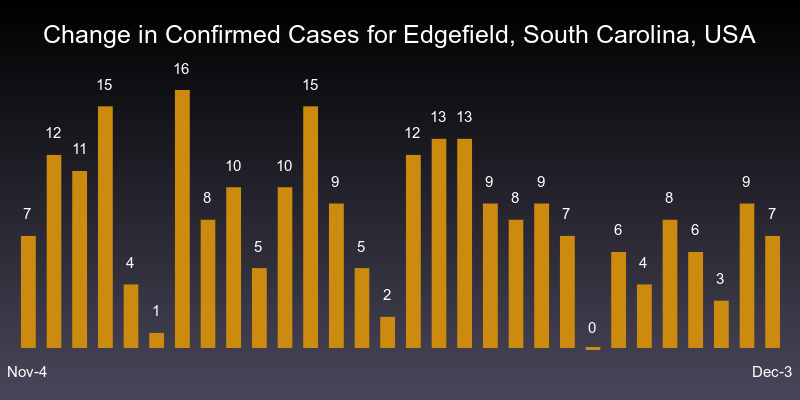 Change in Confirmed Cases for Edgefield, South Carolina, USA
7 12 11 15 4 1 16 8 10 5 10 15 9 5 2 12 13 13 9 8 9 7 0 6 4 8 6 3 9 7
Nov-4 Dec-3